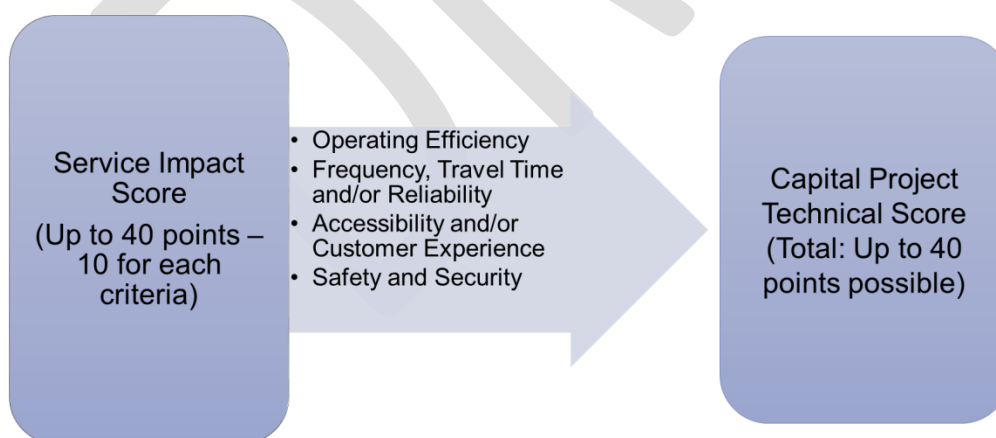 Service Impact
Score
(Up to 40 points –
10 for each
criteria)
• Operating Efficiency
• Frequency, Travel Time
and/or Reliability
• Accessibility and/or
Customer Experience
• Safety and Security
Capital Project
Technical Score
(Total: Up to 40
points possible)